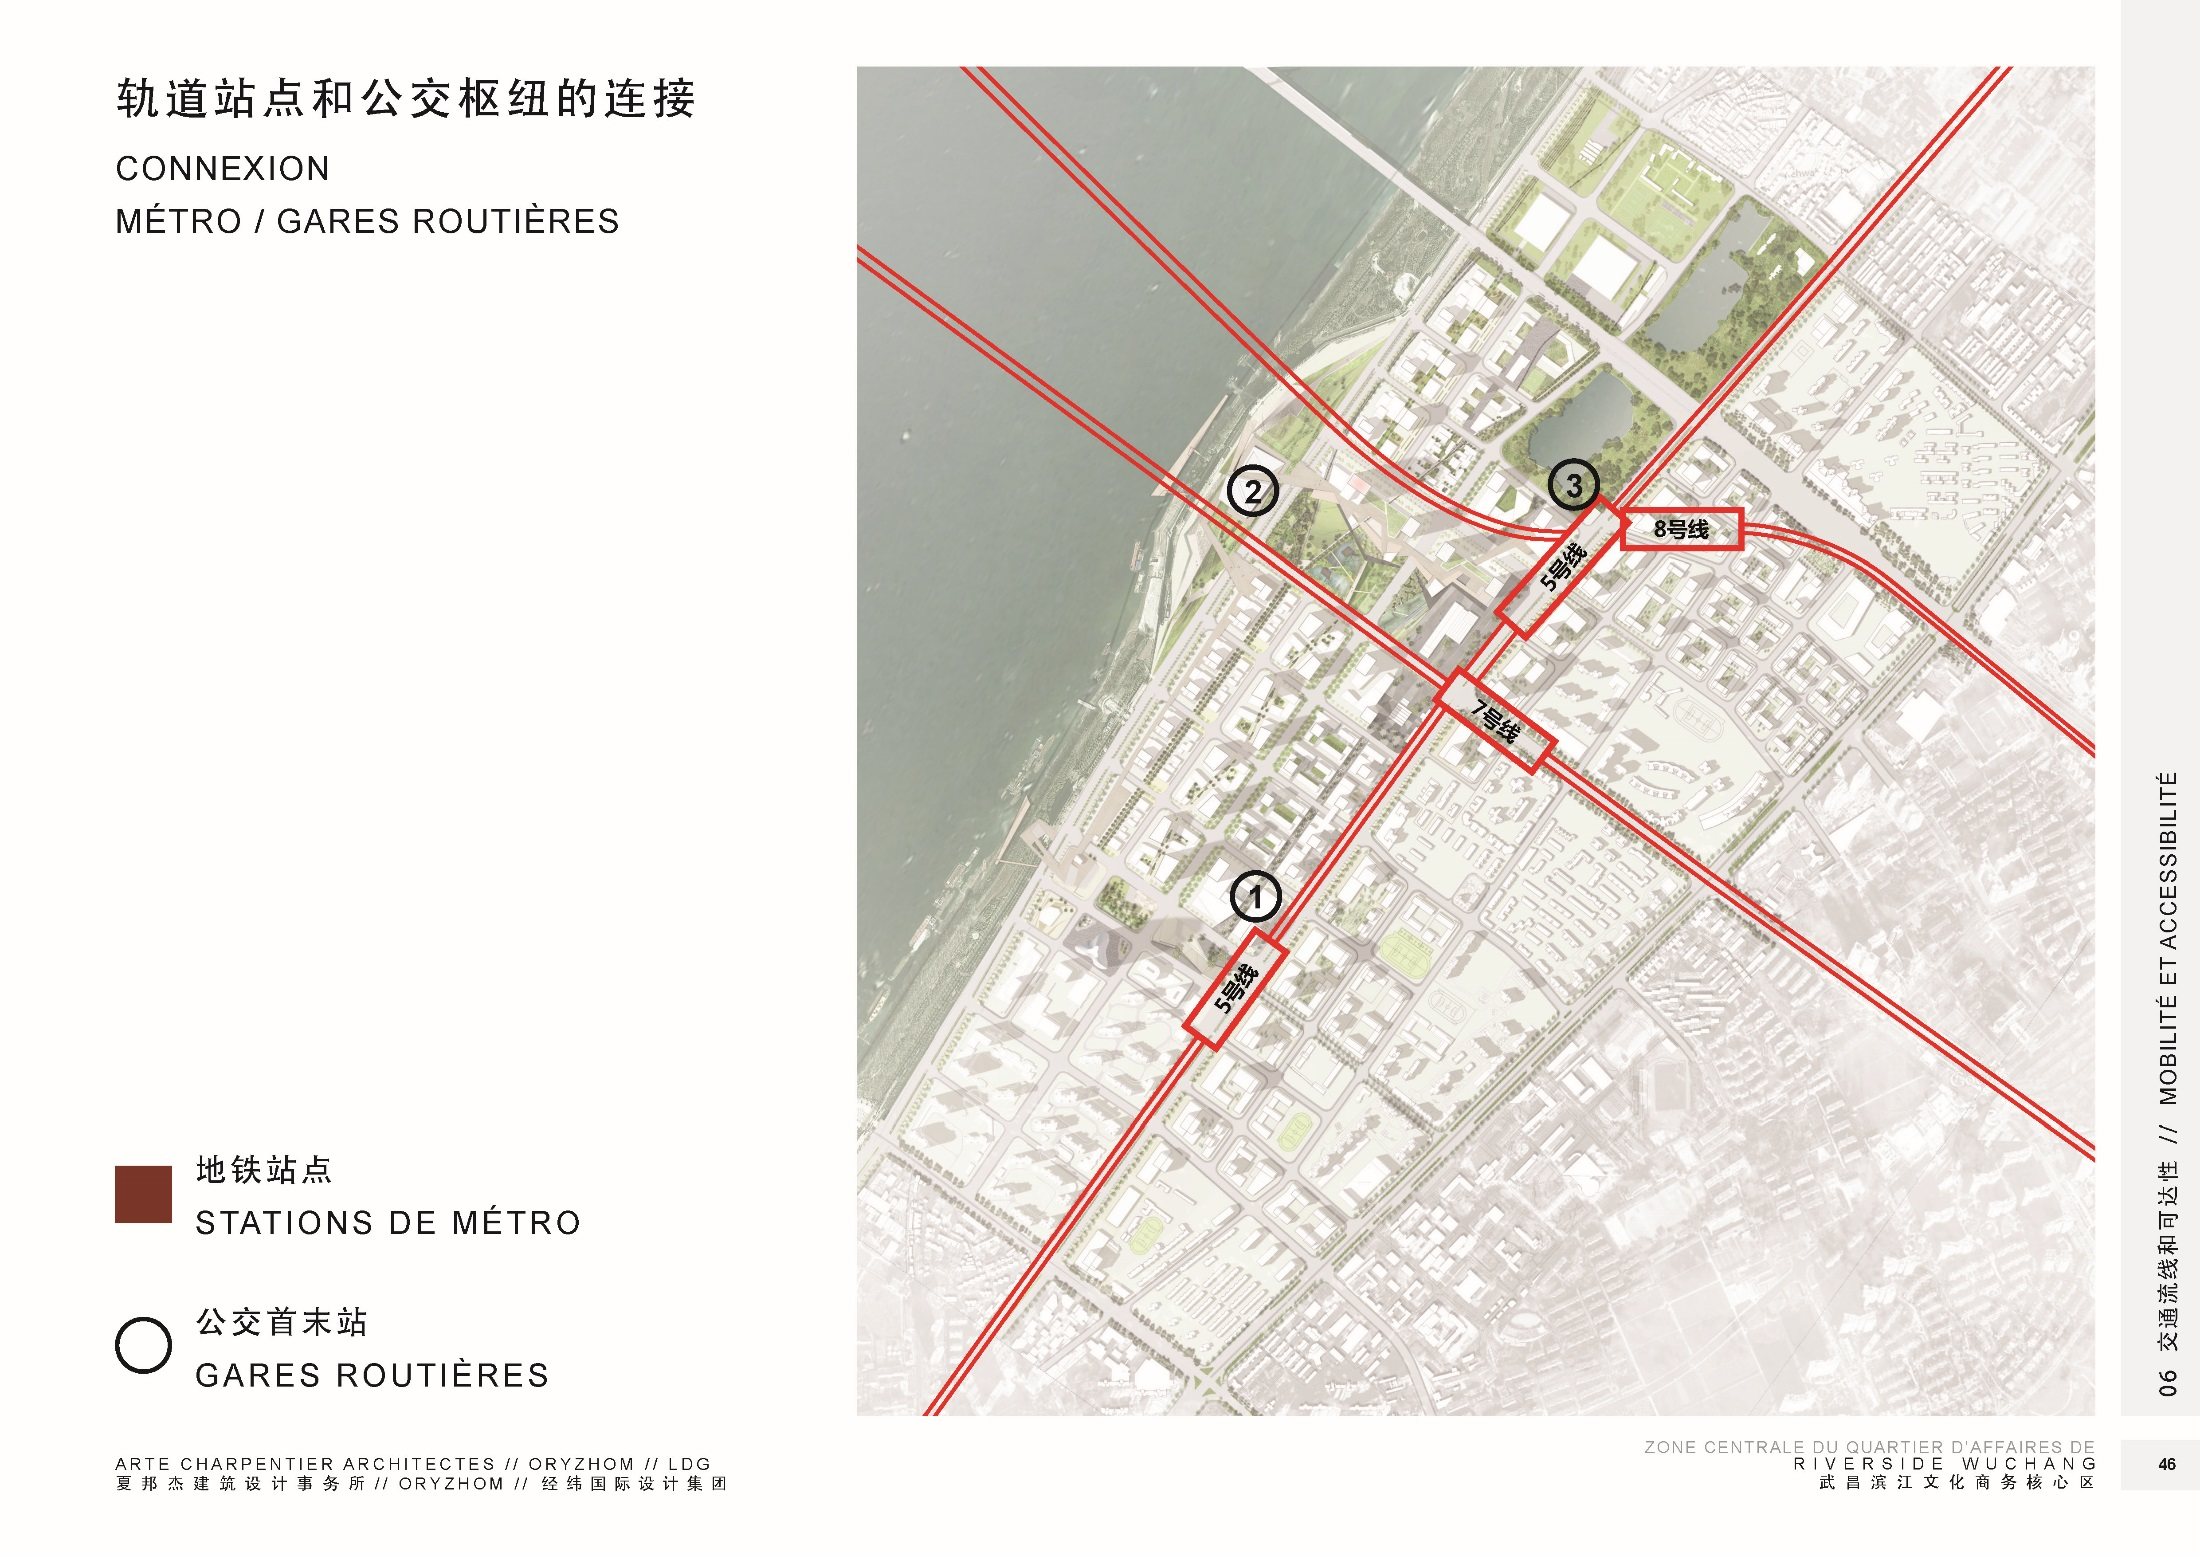 轨道站点和公交枢纽的连接
CONNEXION
MÉTRO / GARES ROUTIÈRES
2
3
8号线
5号线
7号线
1
5号线
地铁站点
STATIONS DE MÉTRO
公交首末站
GARES ROUTIÈRES
06 交通流线和可达性 // MOBILITÉ ET ACCESSIBILITÉ
ARTE CHARPENTIER ARCHITECTES // ORYZHOM // LDG
夏邦杰建筑设计事务所 // ORYZHOM // 经纬国际设计集团
ZONE CENTRALE DU QUARTIER D'AFFAIRES DE
RIVERSIDE WUCHANG
武昌滨江文化商务核心区
46